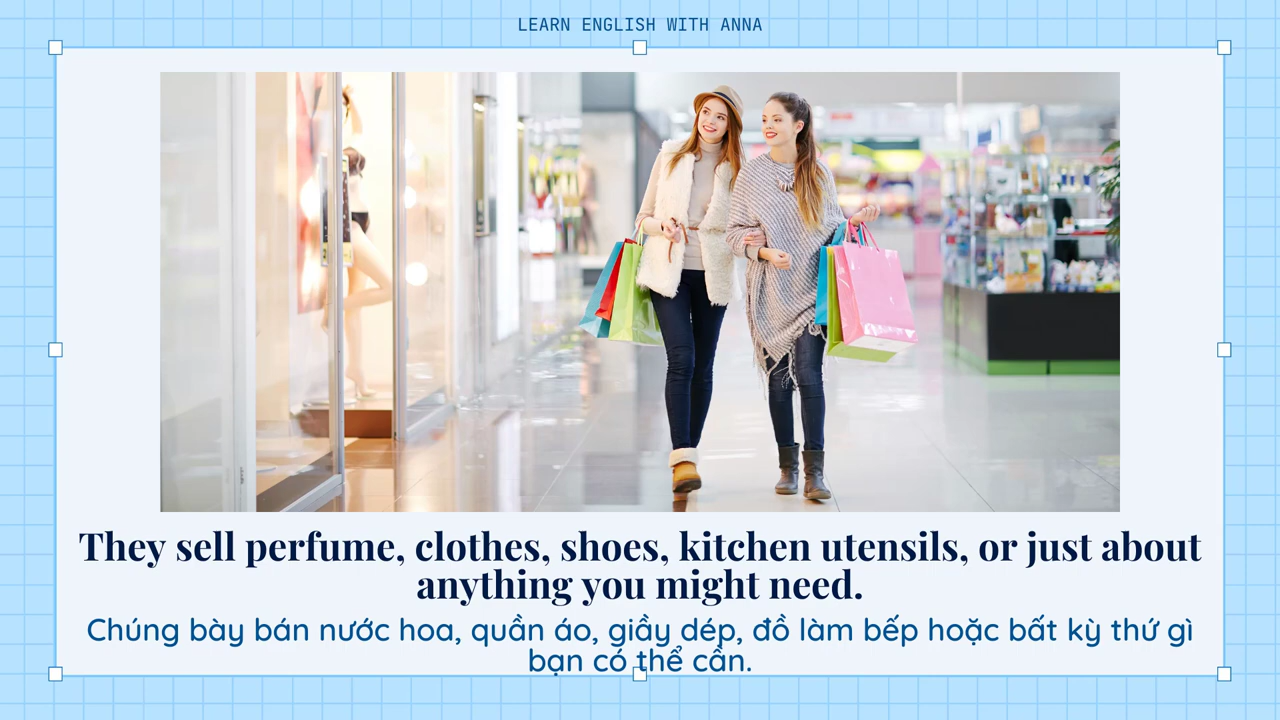 LEARN ENGLISH WITH ANNA
They sell perfume, clothes, shoes, kitchen utensils, or just about
anything you might need.
Chúng bày bán nước hoa, quần áo, giầy dép, đồ làm bếp hoặc bất kỳ thứ gì
bạn có thể cần.